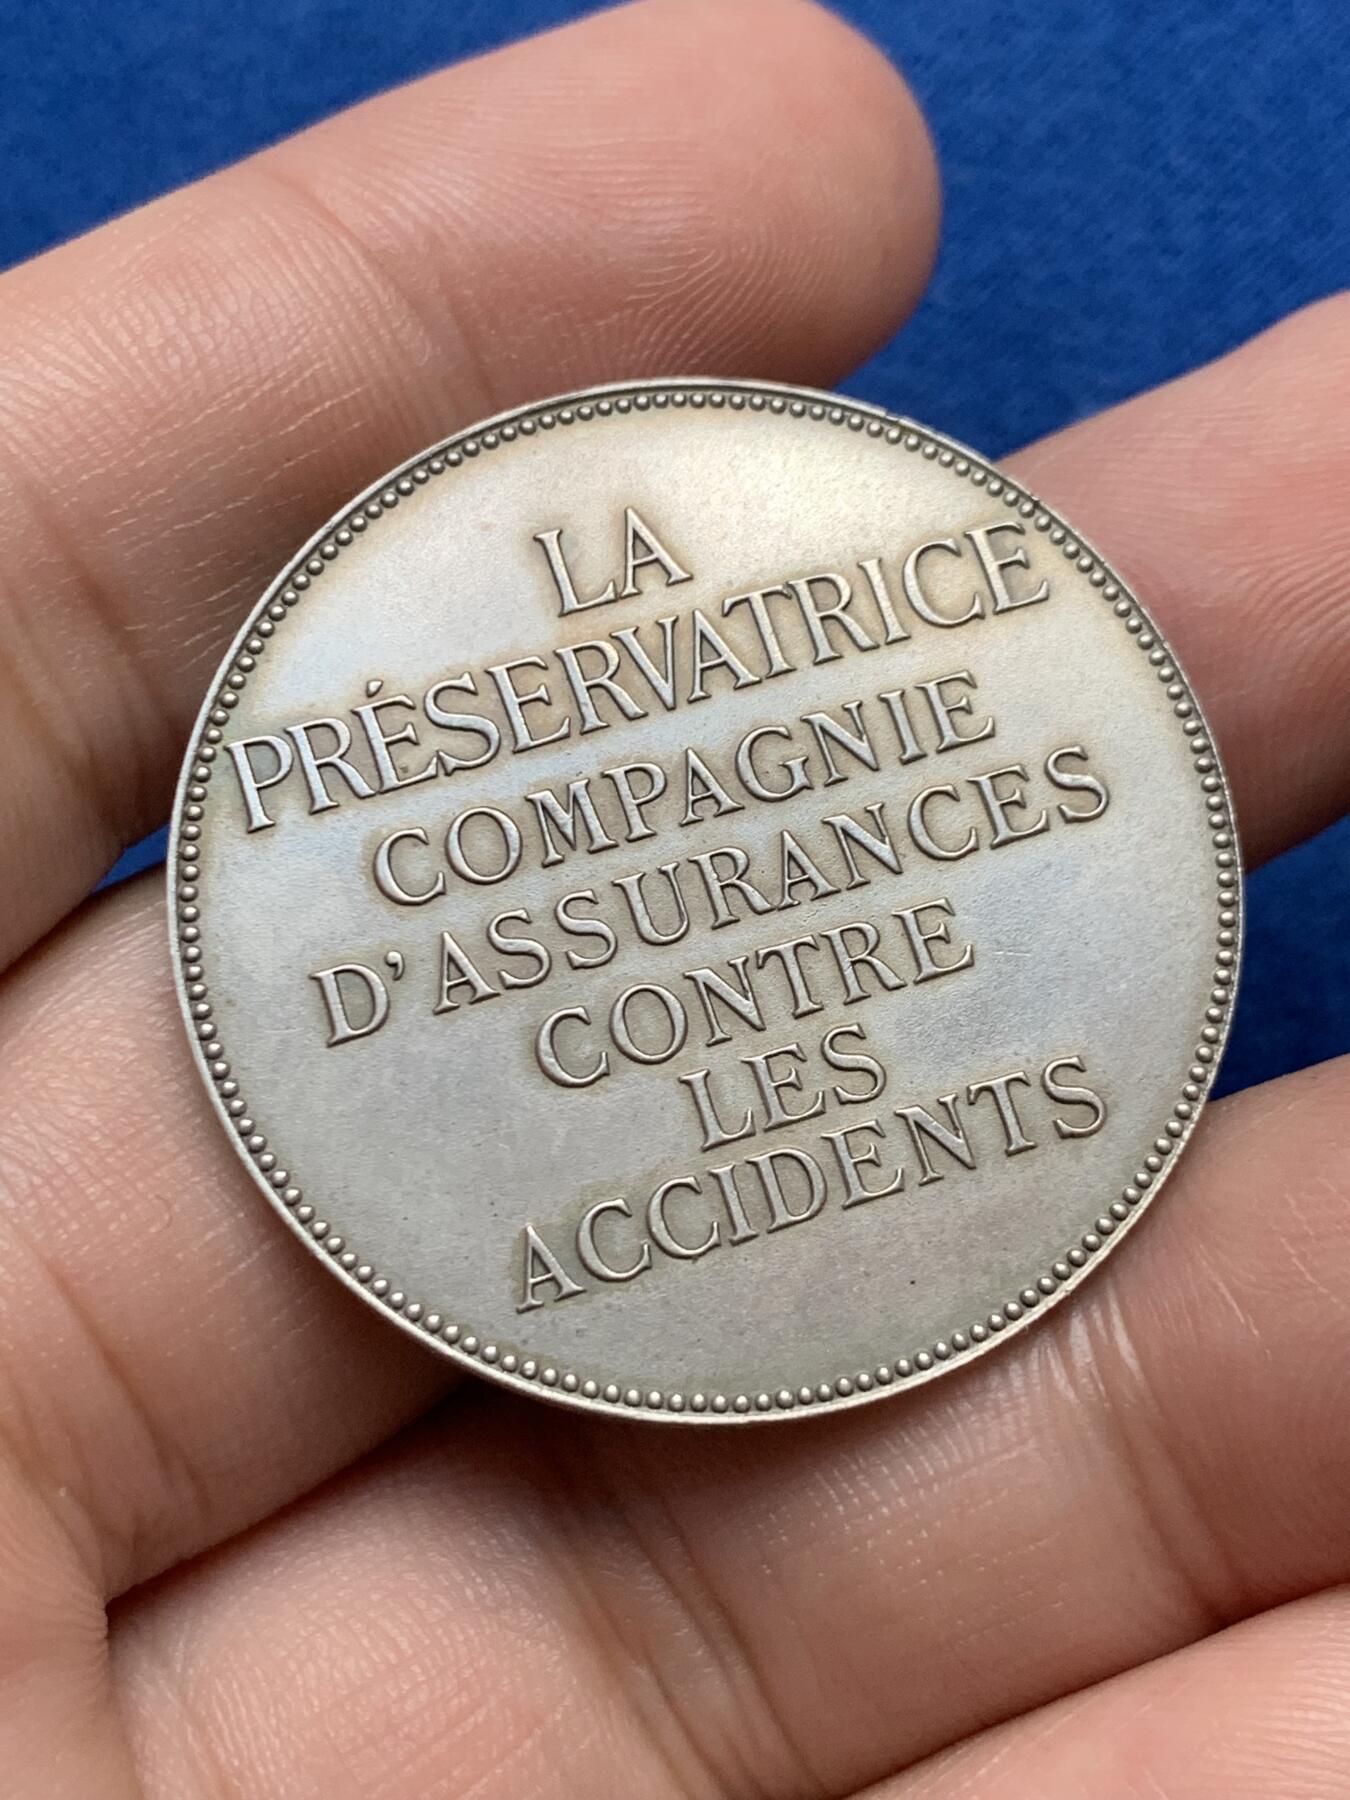 LA
PRÉSERVATRICE
COMPAGNIE
D'ASSURANCES
CONTRE
LES
ACCIDENTS